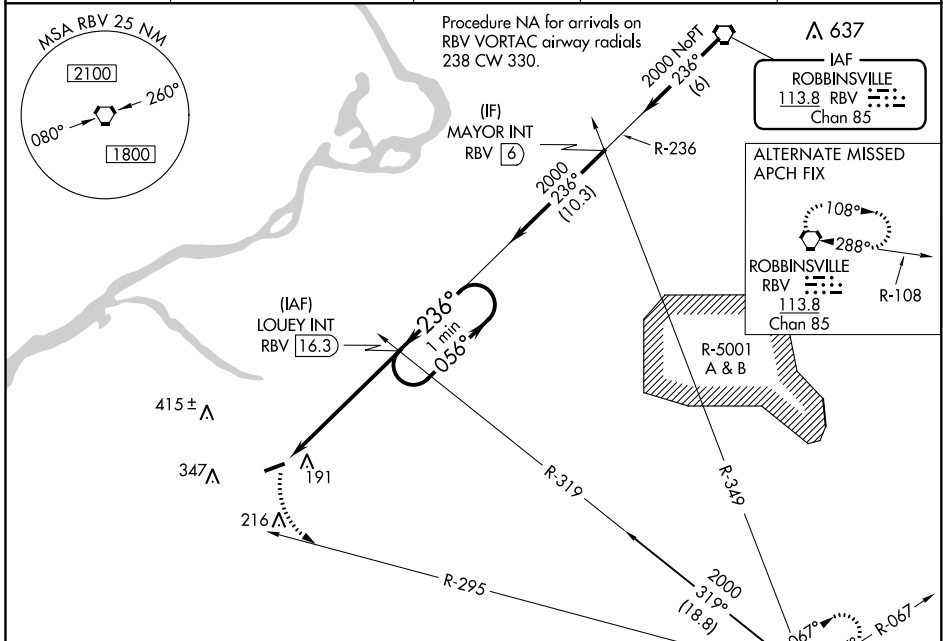 MSA RBV 25 NM
2100
260°
080°
1800
Procedure NA for arrivals on
RBV VORTAC airway radials
238 CW 330.
2000 NoPT
236°
(6)
637
IAF
ROBBINSVILLE
113.8 RBV
Chan 85
(IF)
MAYOR INT
RBV 6
R-236
2000
236°
(10.3)
ALTERNATE MISSED
APCH FIX
108°
288°
ROBBINSVILLE
RBV
113.8
Chan 85
R-108
(IAF)
LOUEY INT
RBV 16.3
236°
1 min
056°
R-5001
A & B
415 ±
347
191
216
R-319
R-349
R-295
2000
319°
(18.8)
067°
R-067